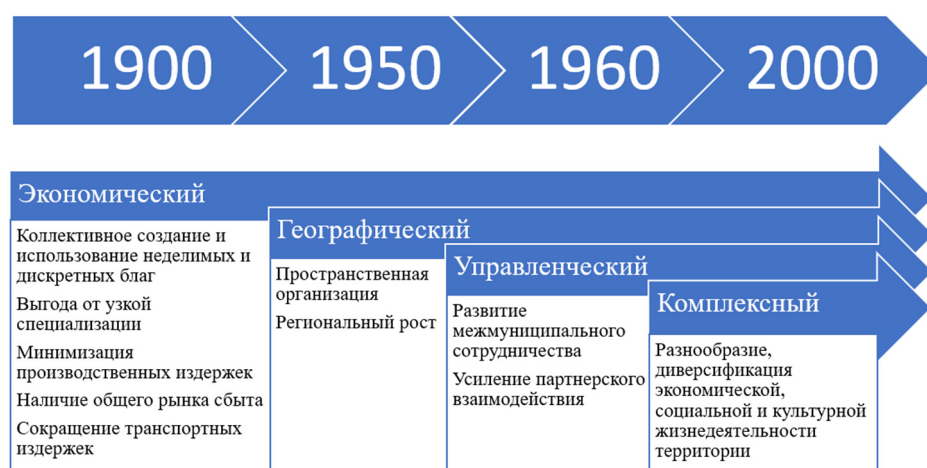 1900
1950
1960
2000
Экономический
Коллективное создание и
использование неделимых и
дискретных благ
Выгода от узкой
специализации
Минимизация
производственных издержек
Наличие общего рынка сбыта
Сокращение транспортных
издержек
Географический
Пространственная
организация
Региональный рост
Управленческий
Развитие
межмуниципального
сотрудничества
Усиление партнерского
взаимодействия
Комплексный
Разнообразие,
диверсификация
экономической,
социальной и культурной
жизнедеятельности
территории